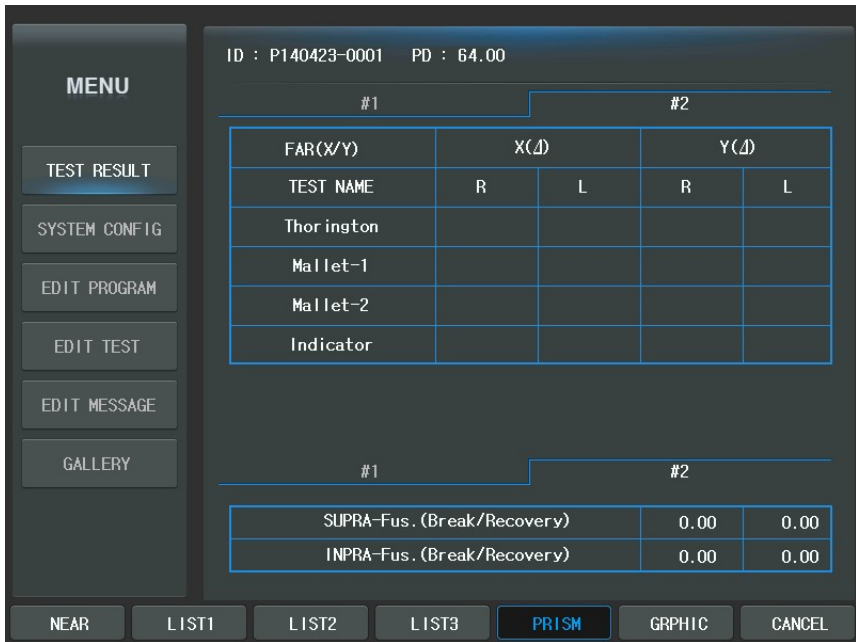 MENU
TEST RESULT
SYSTEM CONFIG
EDIT PROGRAM
EDIT TEST
EDIT MESSAGE
GALLERY
ID : P140423-0001 PD : 64.00
#1 #2
FAR(X/Y) X(Δ) Y(Δ)
TEST NAME R L R L
Thorington
Mallet-1
Mallet-2
Indicator
#1 #2
SUPRA-Fus.(Break/Recovery) 0.00 0.00
INPRA-Fus.(Break/Recovery) 0.00 0.00
NEAR LIST1 LIST2 LIST3 PRISM GRPHIC CANCEL